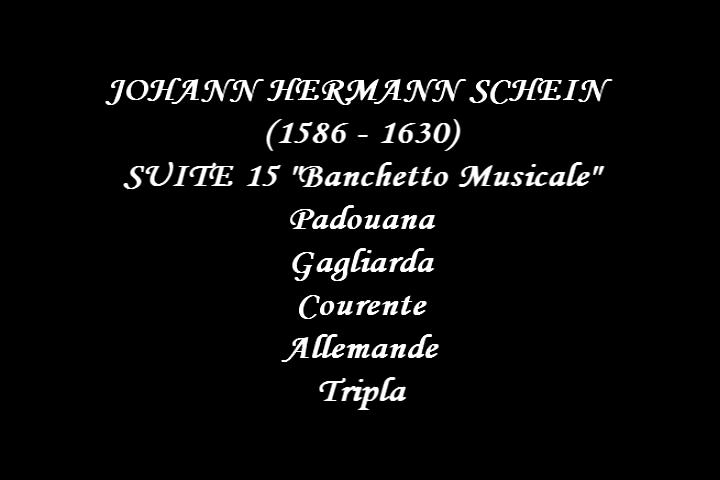 JOHANN HERMANN SCHEIN
(1586 - 1630)
SUITE 15 "Banchetto Musicale"
Padouana
Gagliarda
Courente
Allemande
Tripla